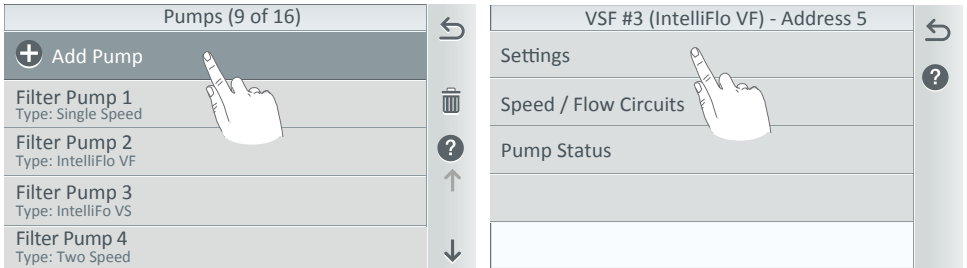 Pumps (9 of 16)
Add Pump
Filter Pump 1
Type: Single Speed
Filter Pump 2
Type: IntelliFlo VF
Filter Pump 3
Type: IntelliFo VS
Filter Pump 4
Type: Two Speed
VSF #3 (IntelliFlo VF) - Address 5
Settings
Speed / Flow Circuits
Pump Status